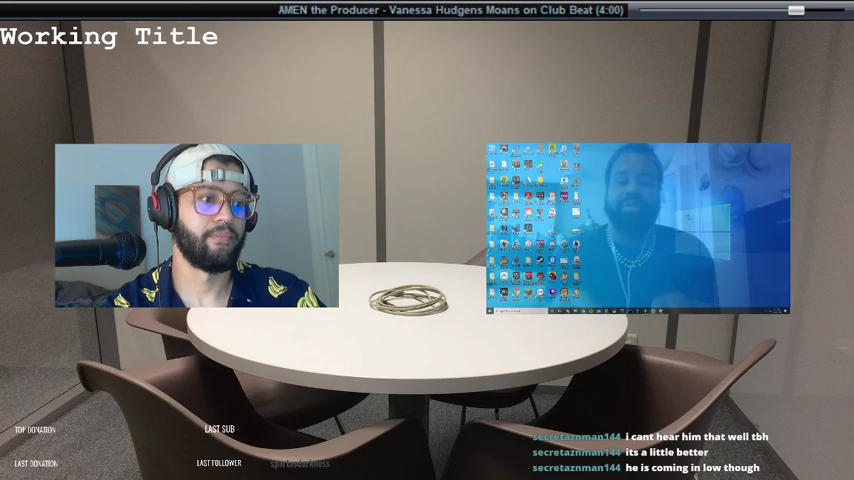 AMEN the Producer - Vanessa Hudgens Moans on Club Beat (4:00)
Working Title
TOP DONATION
LAST SUB
LAST DONATION
LAST FOLLOWER
spartusdarkness
secretaznman144 i cant hear him that well tbh
secretaznman144 its a little better
secretaznman144 he is coming in low though